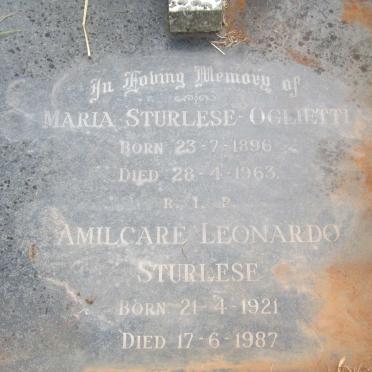 In Loving Memory of
MARIA STURLESE-OGLIETTI
BORN 23-7-1896
DIED 28-4-1963.
R. I. P.
AMILCARE LEONARDO
STURLESE
BORN 21-4-1921
DIED 17-6-1987